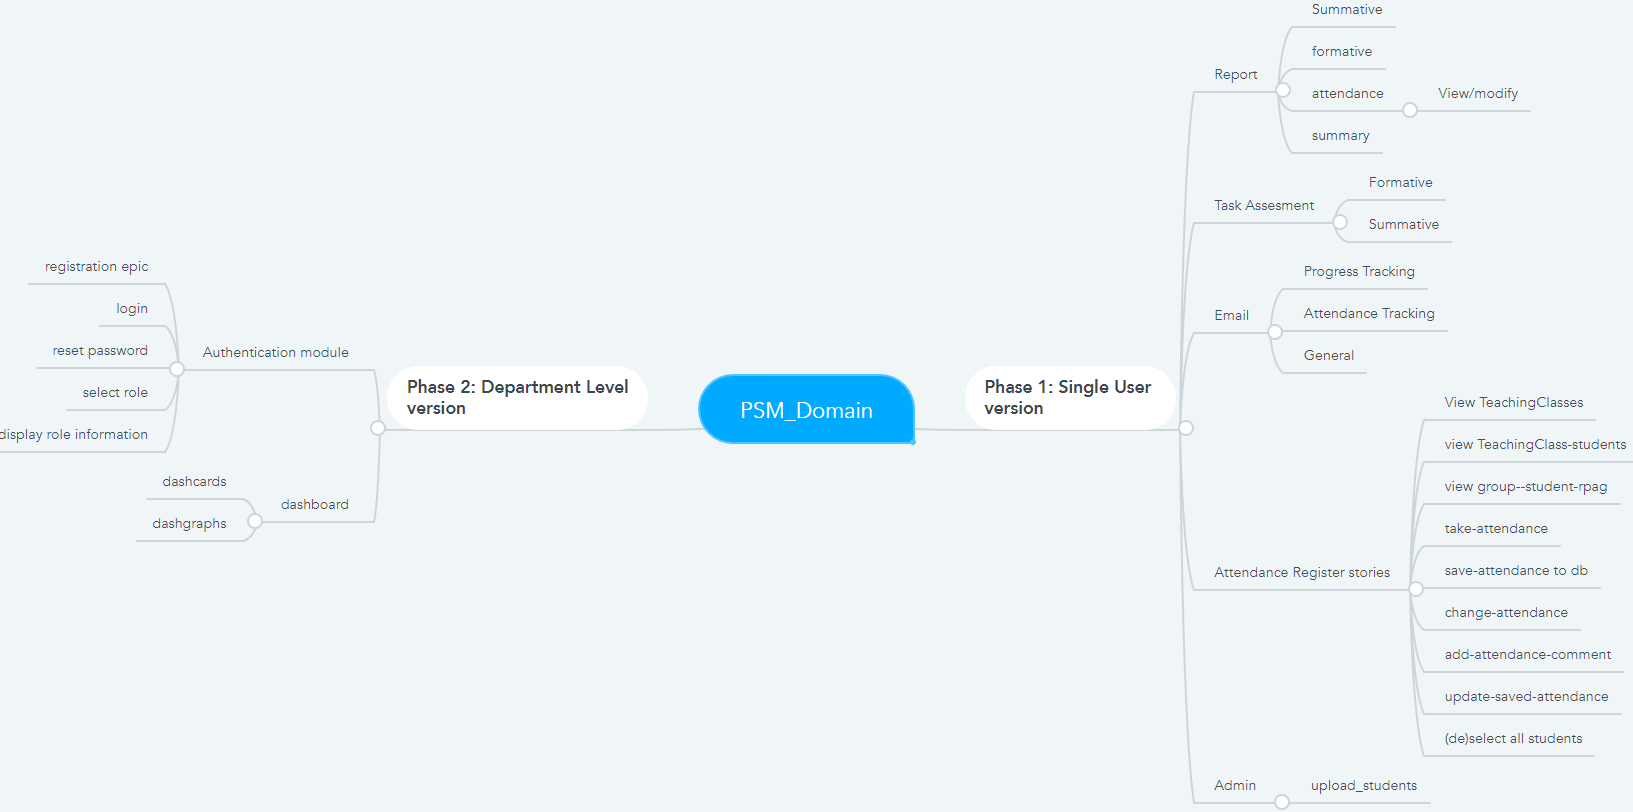 PSM_Domain
Phase 1: Single User
version
Report
Summative
formative
attendance
View/modify
summary
Task Assesment
Formative
Summative
Email
Progress Tracking
Attendance Tracking
General
Attendance Register stories
View TeachingClasses
view TeachingClass-students
view group--student-rpag
take-attendance
save-attendance to db
change-attendance
add-attendance-comment
update-saved-attendance
(de)select all students
Admin
upload_students
Phase 2: Department Level
version
Authentication module
registration epic
login
reset password
select role
display role information
dashboard
dashcards
dashgraphs